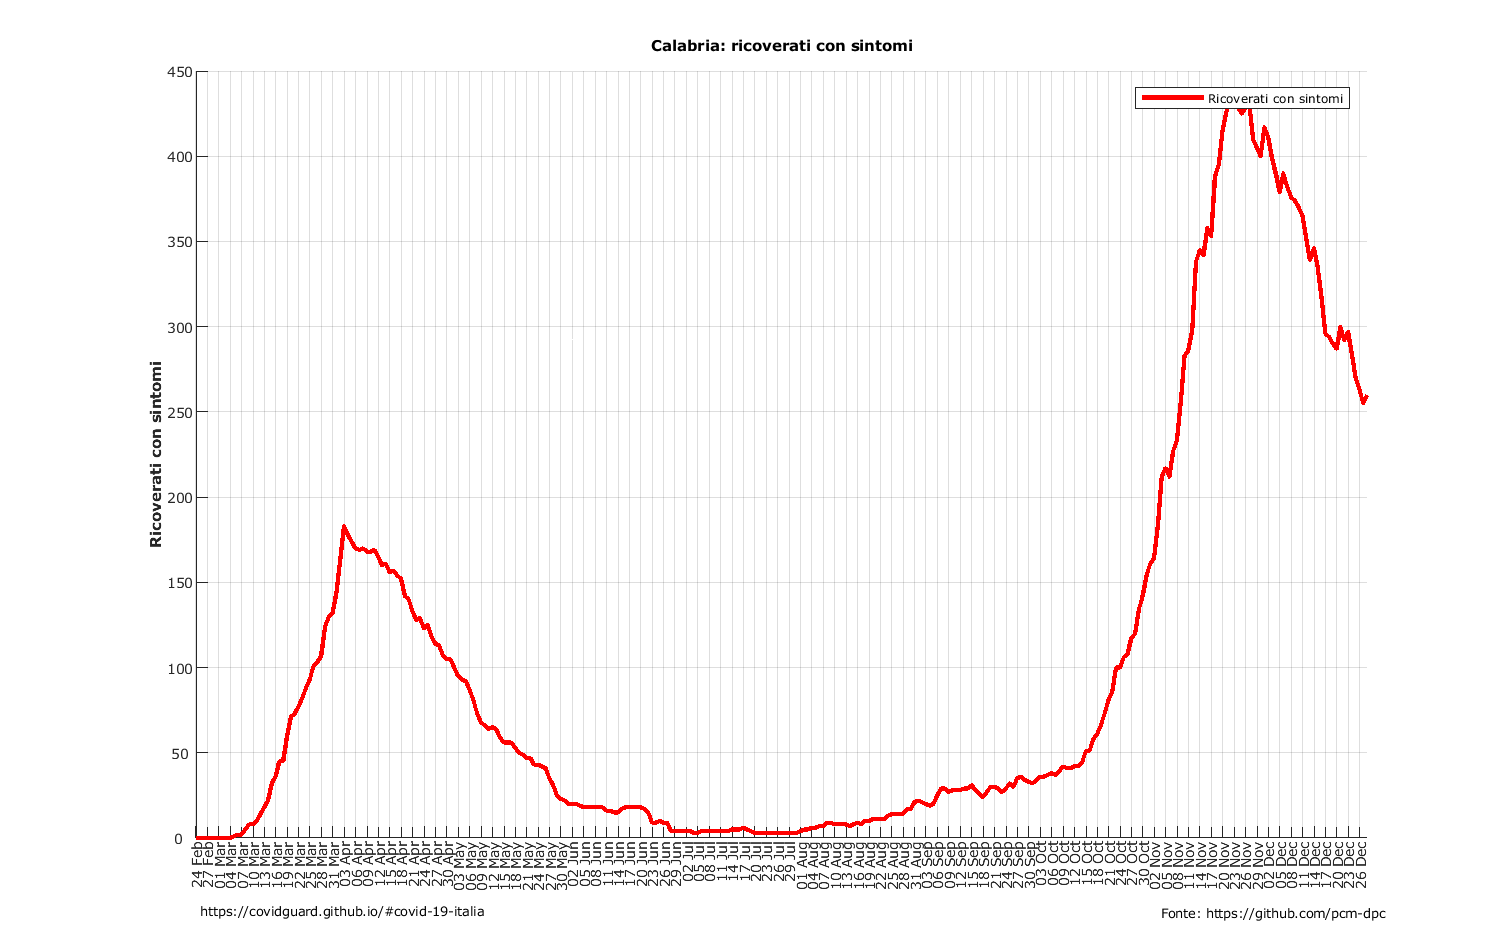 Calabria: ricoverati con sintomi
Ricoverati con sintomi
450
400
350
300
250
200
150
100
50
0
Ricoverati con sintomi
24 Feb
27 Feb
01 Mar
04 Mar
07 Mar
10 Mar
13 Mar
16 Mar
19 Mar
22 Mar
25 Mar
28 Mar
31 Mar
03 Apr
06 Apr
09 Apr
12 Apr
15 Apr
18 Apr
21 Apr
24 Apr
27 Apr
30 Apr
03 May
06 May
09 May
12 May
15 May
18 May
21 May
24 May
27 May
30 May
02 Jun
05 Jun
08 Jun
11 Jun
14 Jun
17 Jun
20 Jun
23 Jun
26 Jun
29 Jun
02 Jul
05 Jul
08 Jul
11 Jul
14 Jul
17 Jul
20 Jul
23 Jul
26 Jul
29 Jul
01 Aug
04 Aug
07 Aug
10 Aug
13 Aug
16 Aug
19 Aug
22 Aug
25 Aug
28 Aug
31 Aug
03 Sep
06 Sep
09 Sep
12 Sep
15 Sep
18 Sep
21 Sep
24 Sep
27 Sep
30 Sep
03 Oct
06 Oct
09 Oct
12 Oct
15 Oct
18 Oct
21 Oct
24 Oct
27 Oct
30 Oct
02 Nov
05 Nov
08 Nov
11 Nov
14 Nov
17 Nov
20 Nov
23 Nov
26 Nov
29 Nov
02 Dec
05 Dec
08 Dec
11 Dec
14 Dec
17 Dec
20 Dec
23 Dec
26 Dec
https://covidguard.github.io/#covid-19-italia
Fonte: https://github.com/pcm-dpc